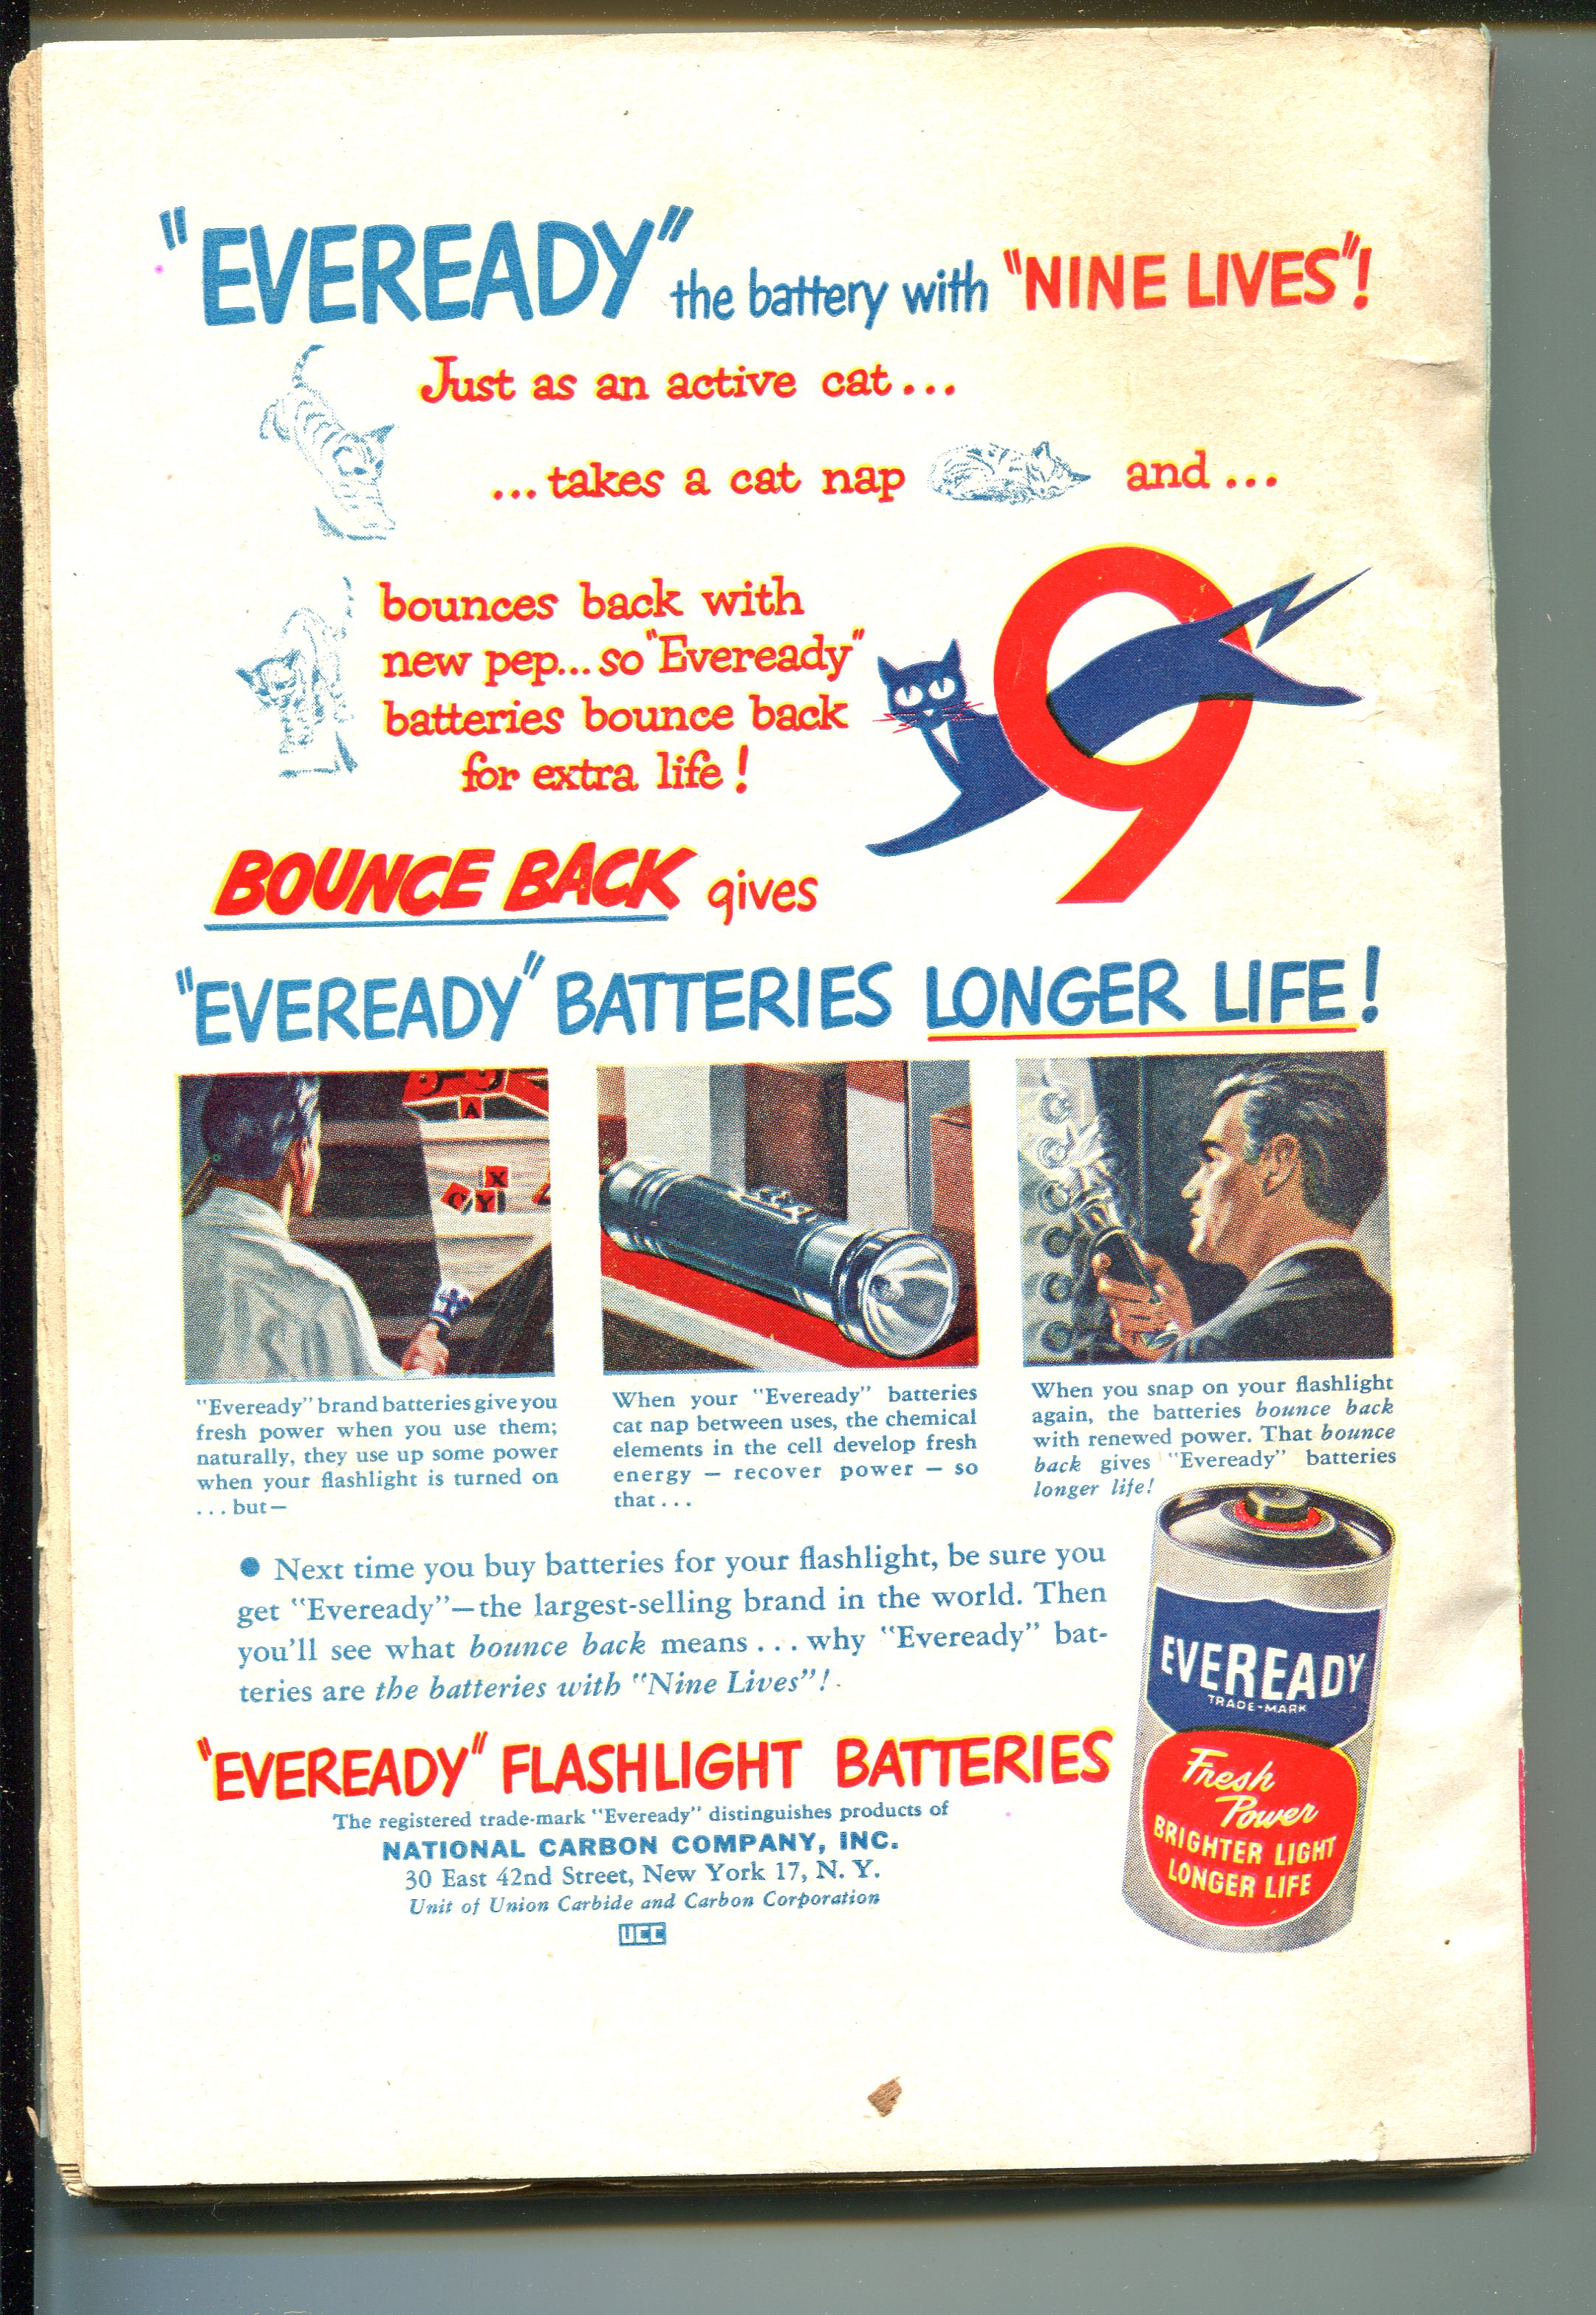 "EVEREADY" the battery with "NINE LIVES"!
Just as an active cat...
...takes a cat nap and...
bounces back with
new pep...so "Eveready"
batteries bounce back
for extra life!
9
BOUNCE BACK gives
"EVEREADY" BATTERIES LONGER LIFE!
A
X
C Y
"Eveready" brand batteries give you
fresh power when you use them;
naturally, they use up some power
when your flashlight is turned on
... but—
When your "Eveready" batteries
cat nap between uses, the chemical
elements in the cell develop fresh
energy — recover power — so
that...
When you snap on your flashlight
again, the batteries bounce back
with renewed power. That bounce
back gives "Eveready" batteries
longer life!
● Next time you buy batteries for your flashlight, be sure you
get "Eveready"—the largest-selling brand in the world. Then
you'll see what bounce back means... why "Eveready" bat-
teries are the batteries with "Nine Lives"!
EVEREADY
TRADE-MARK
Fresh
Power
BRIGHTER LIGHT
LONGER LIFE
"EVEREADY" FLASHLIGHT BATTERIES
The registered trade-mark "Eveready" distinguishes products of
NATIONAL CARBON COMPANY, INC.
30 East 42nd Street, New York 17, N. Y.
Unit of Union Carbide and Carbon Corporation
UCC